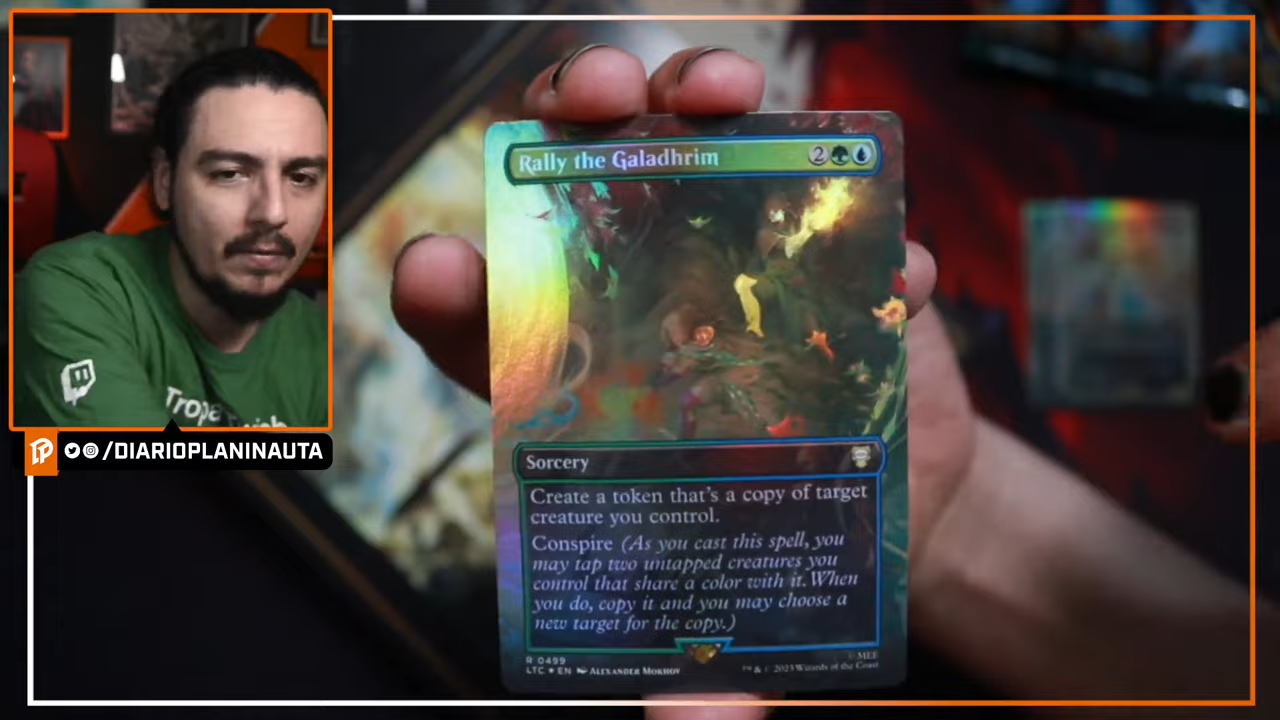 Rally the Galadhrim 2
Sorcery
Create a token that's a copy of target
creature you control.
Conspire (As you cast this spell, you
may tap two untapped creatures you
control that share a color with it. When
you do, copy it and you may choose a
new target for the copy.)
R 0499
LTC ★ EN ALEXANDER MOKHOV
© MEE
™ & © 2023 Wizards of the Coast
/DIARIOPLANINAUTA